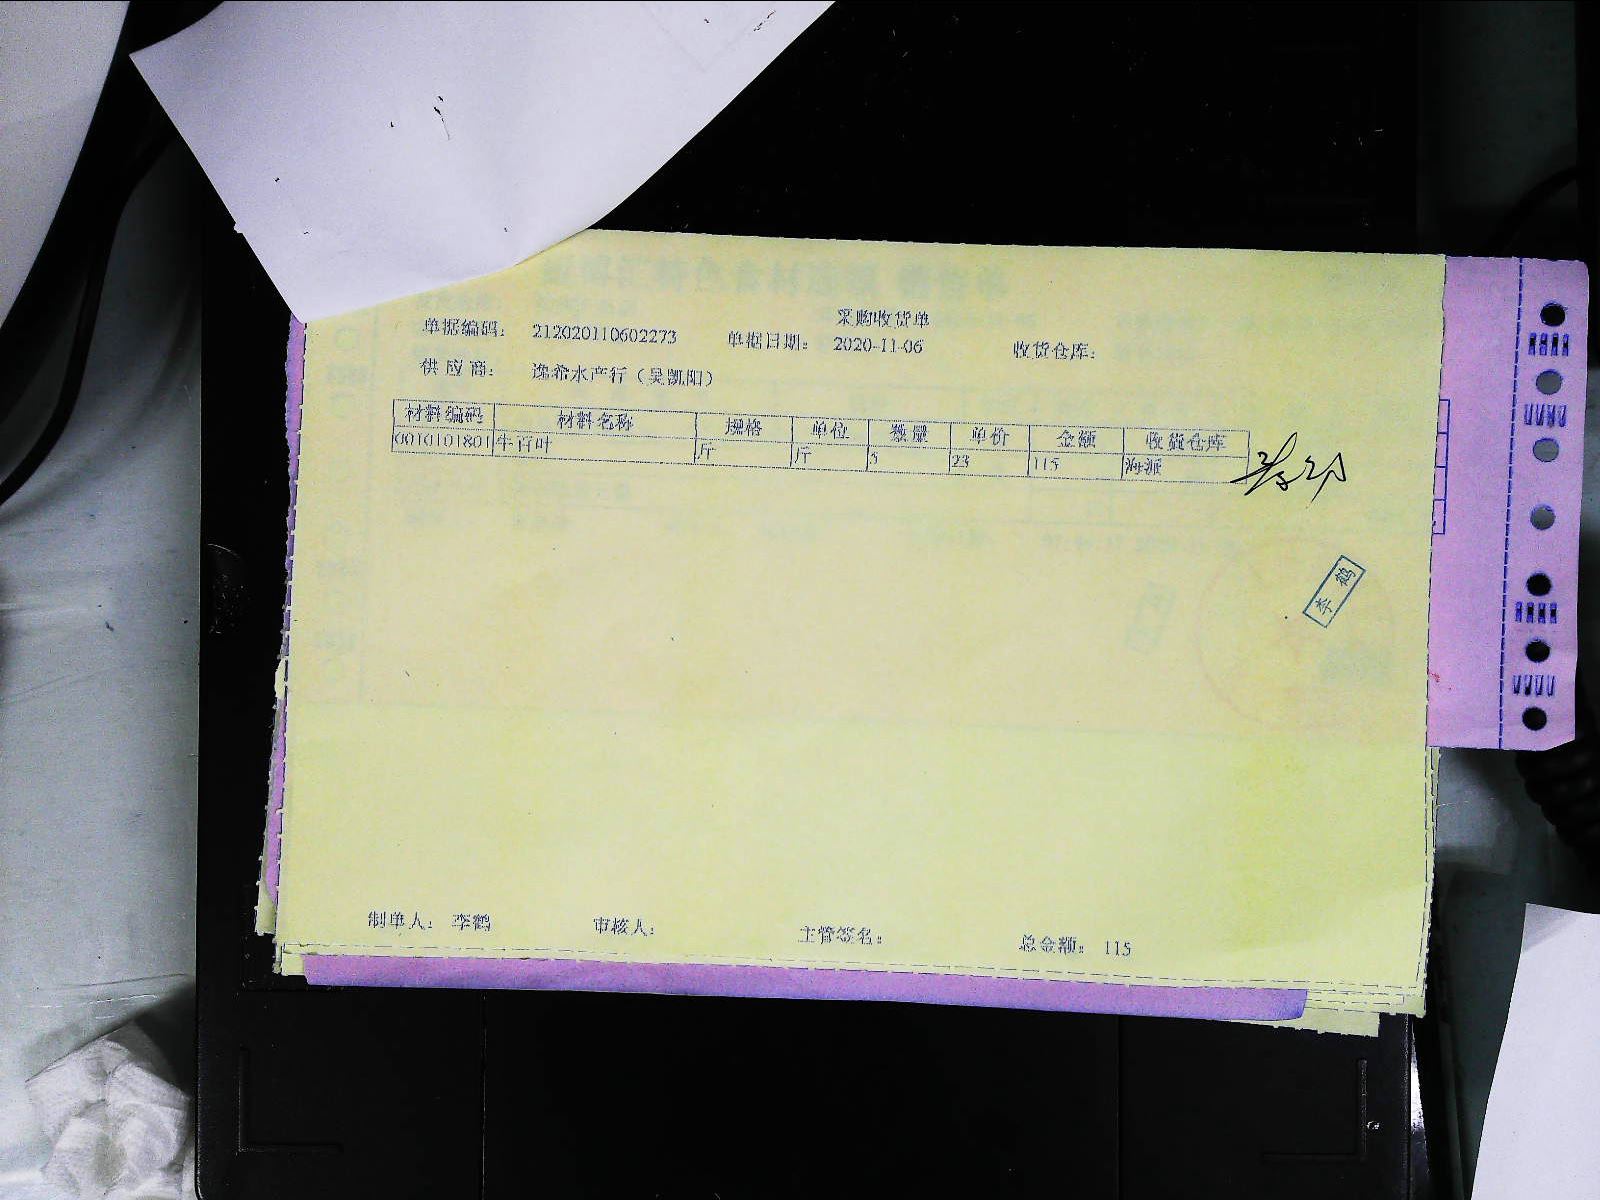 采购收货单
单据编码： 212020110602273 单据日期： 2020-11-06 收货仓库：
供应商： 逸希水产行（吴凯阳）
材料编码 材料名称 规格 单位 数量 单价 金额 收货仓库
0010101801 牛百叶 斤 斤 5 23 115 海派
李鹤
制单人： 李鹤 审核人： 主管签名： 总金额： 115